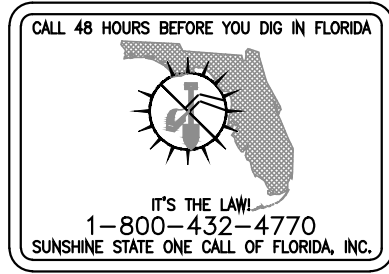 CALL 48 HOURS BEFORE YOU DIG IN FLORIDA
IT'S THE LAW!
1-800-432-4770
SUNSHINE STATE ONE CALL OF FLORIDA, INC.